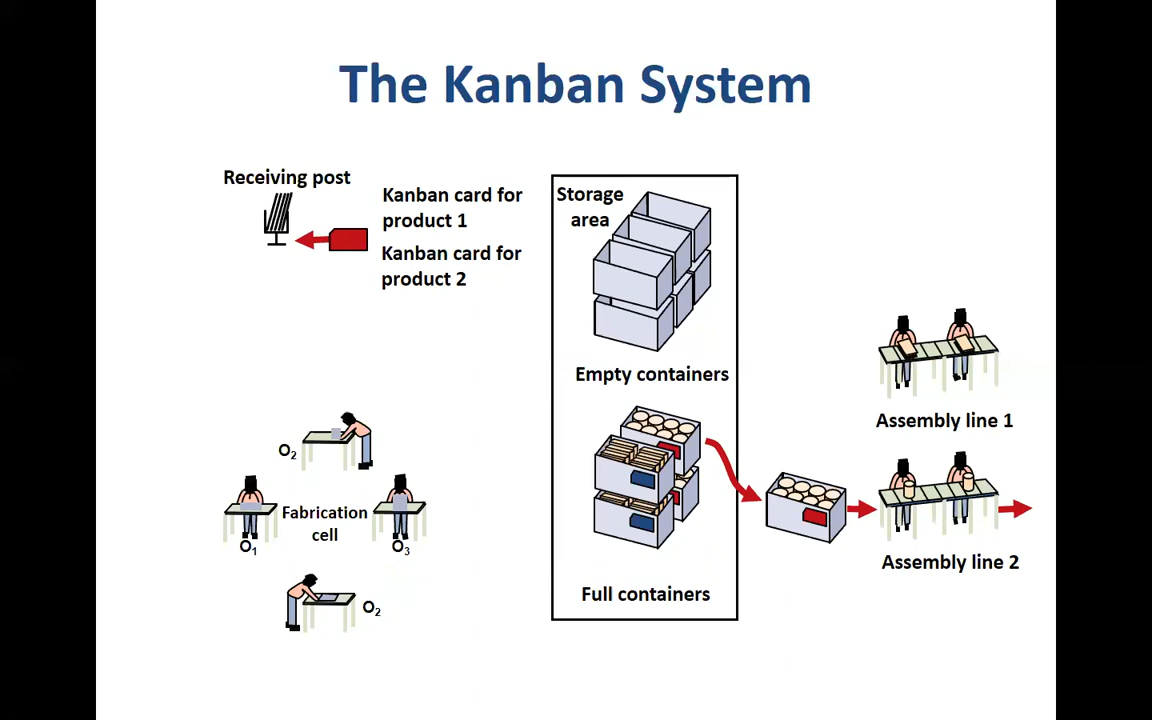 The Kanban System
Receiving post
Kanban card for
product 1
Kanban card for
product 2
Storage
area
Empty containers
Full containers
Assembly line 1
Assembly line 2
O₂
Fabrication
cell
O₁
O₃
O₂